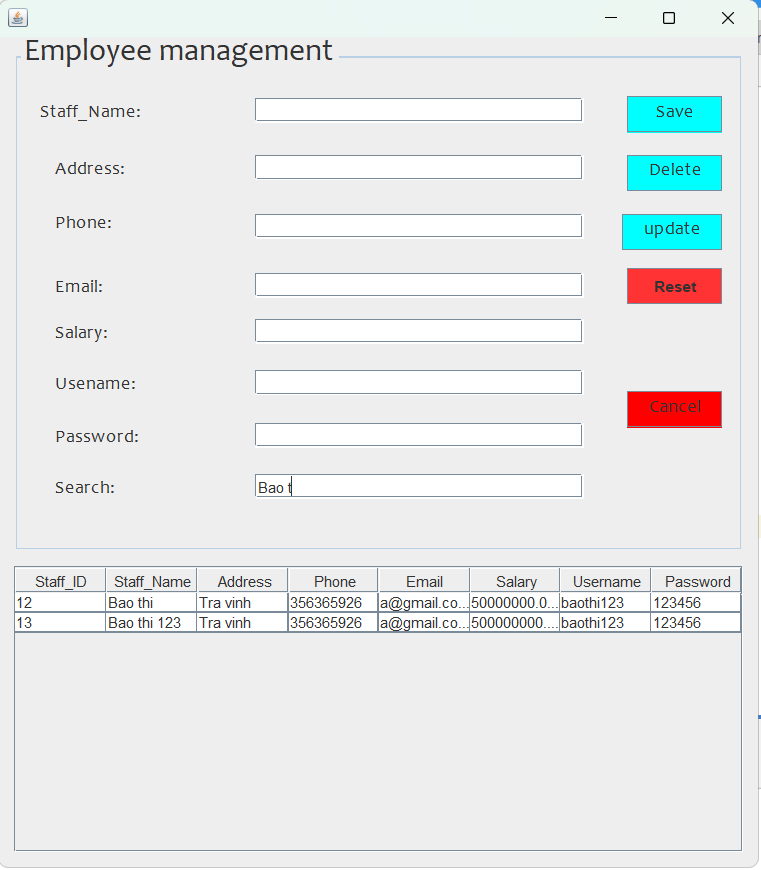 Employee management
Staff_Name:
Save
Address:
Delete
Phone:
update
Email:
Reset
Salary:
Usename:
Cancel
Password:
Search:
Bao t
Staff_ID Staff_Name Address Phone Email Salary Username Password
12 Bao thi Tra vinh 356365926 a@gmail.co... 50000000.0... baothi123 123456
13 Bao thi 123 Tra vinh 356365926 a@gmail.co... 500000000.... baothi123 123456